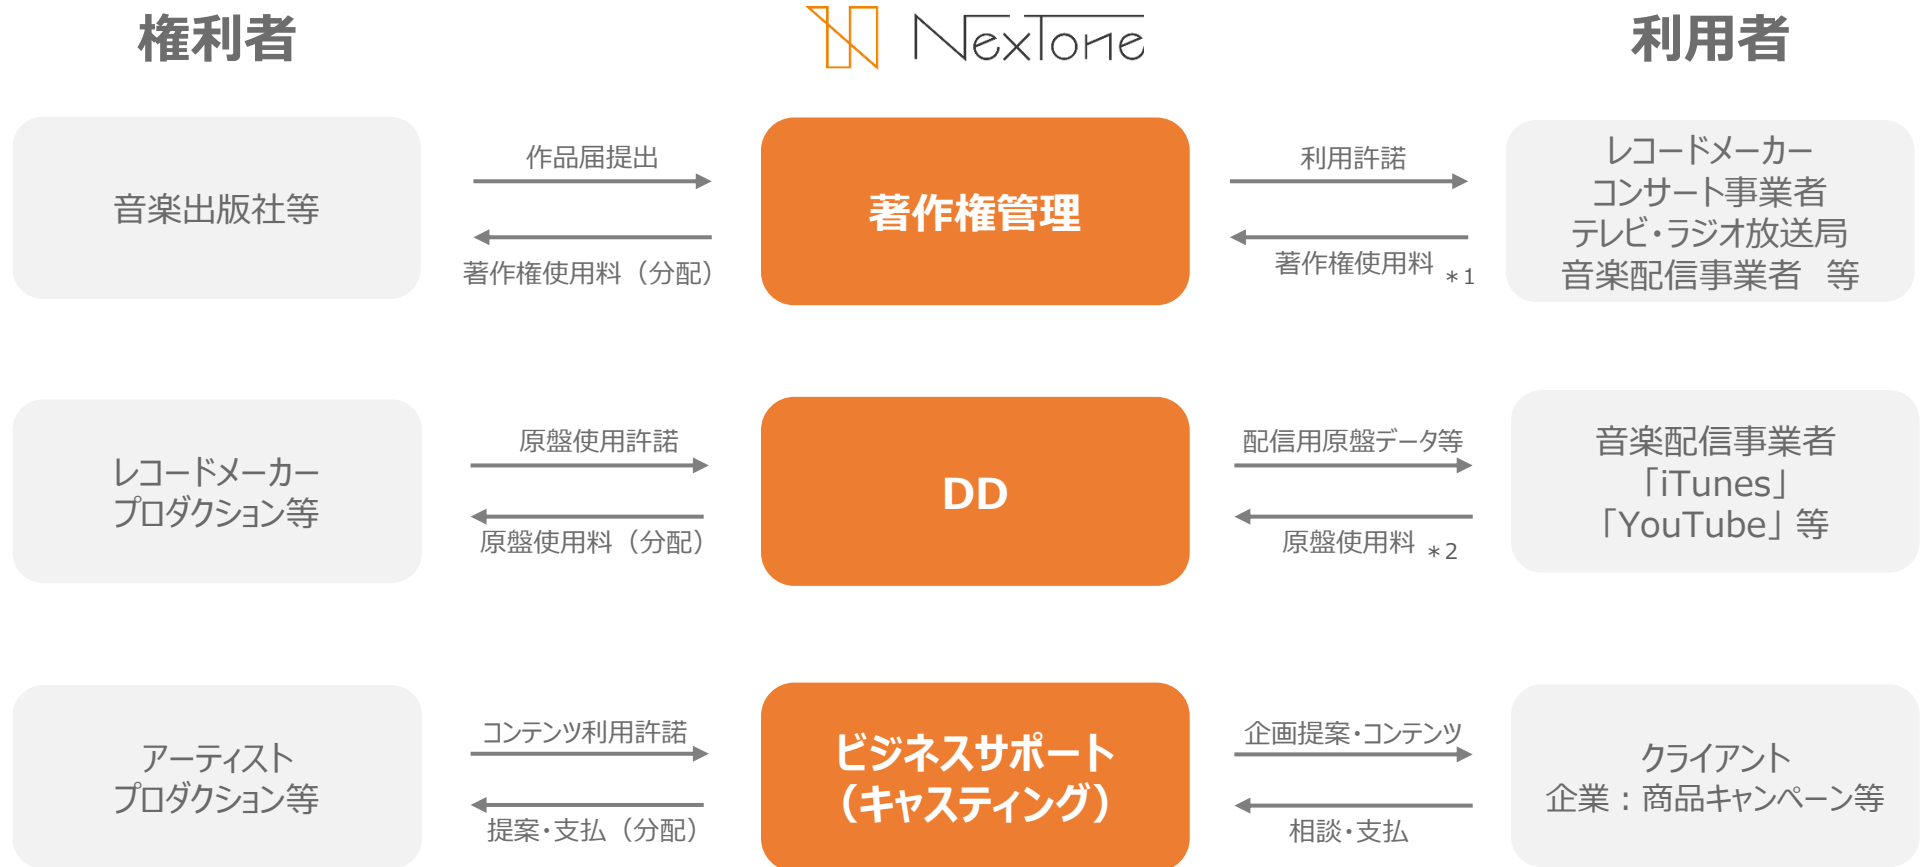 権利者
NexTone
利用者
音楽出版社等
作品届提出
著作権使用料（分配）
著作権管理
利用許諾
著作権使用料 ＊1
レコードメーカー
コンサート事業者
テレビ・ラジオ放送局
音楽配信事業者　等
レコードメーカー
プロダクション等
原盤使用許諾
原盤使用料（分配）
DD
配信用原盤データ等
原盤使用料 ＊2
音楽配信事業者
「iTunes」
「YouTube」等
アーティスト
プロダクション等
コンテンツ利用許諾
提案・支払（分配）
ビジネスサポート
（キャスティング）
企画提案・コンテンツ
相談・支払
クライアント
企業：商品キャンペーン等